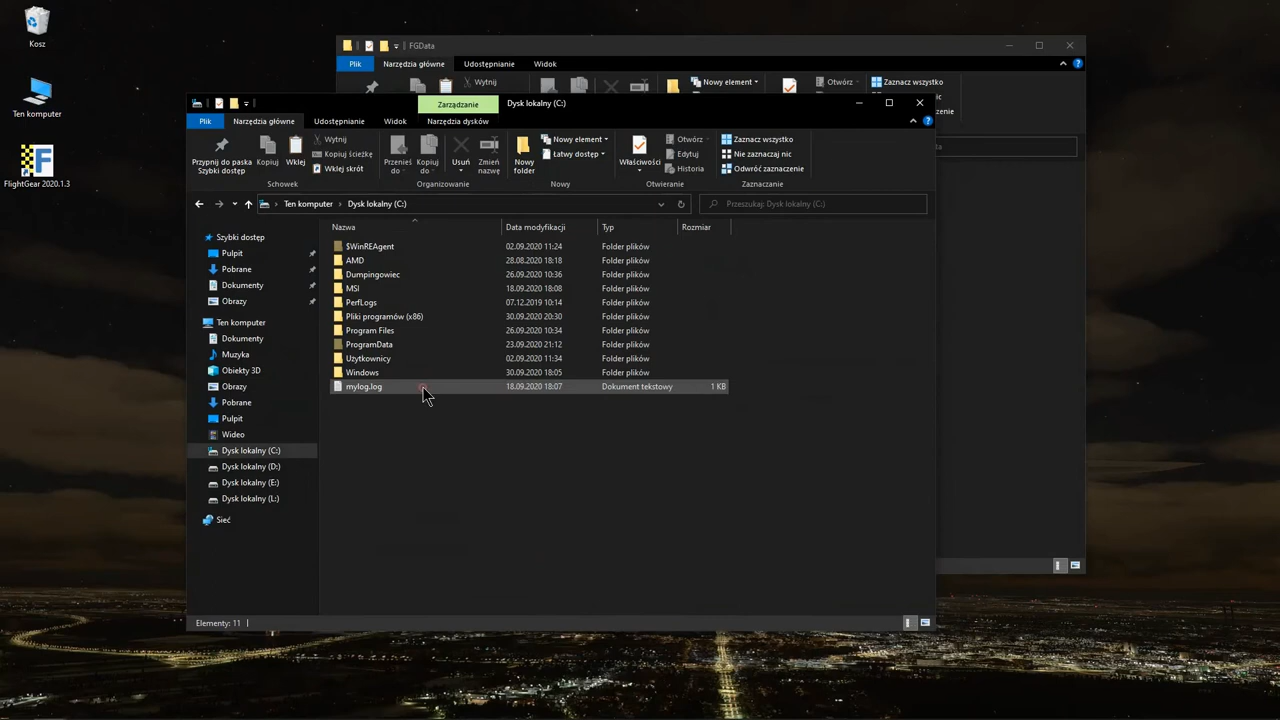 Kosz
Ten komputer
FlightGear 2020.1.3
FGData
Plik Narzędzia główne Udostępnianie Widok
Wytnij Nowy element Otwórz Zaznacz wszystko
Zarządzanie Dysk lokalny (C:)
Plik Narzędzia główne Udostępnianie Widok Narzędzia dysków
Przypnij do paska Szybki dostęp
Kopiuj
Wklej
Wytnij
Kopiuj ścieżkę
Wklej skrót
Schowek
Przenieś do
Kopiuj do
Usuń
Zmień nazwę
Organizowanie
Nowy folder
Nowy element
Łatwy dostęp
Nowy
Właściwości
Otwórz
Edytuj
Historia
Otwieranie
Zaznacz wszystko
Nie zaznaczaj nic
Odwróć zaznaczenie
Zaznaczanie
Ten komputer Dysk lokalny (C:)
Przeszukaj: Dysk lokalny (C:)
Szybki dostęp
Pulpit
Pobrane
Dokumenty
Obrazy
Ten komputer
Dokumenty
Muzyka
Obiekty 3D
Obrazy
Pobrane
Pulpit
Wideo
Dysk lokalny (C:)
Dysk lokalny (D:)
Dysk lokalny (E:)
Dysk lokalny (L:)
Sieć
Nazwa Data modyfikacji Typ Rozmiar
$WinREAgent 02.09.2020 11:24 Folder plików
AMD 28.08.2020 18:18 Folder plików
Dumpingowiec 26.09.2020 10:36 Folder plików
MSI 18.09.2020 18:08 Folder plików
PerfLogs 07.12.2019 10:14 Folder plików
Pliki programów (x86) 30.09.2020 20:30 Folder plików
Program Files 26.09.2020 10:34 Folder plików
ProgramData 23.09.2020 21:12 Folder plików
Użytkownicy 02.09.2020 11:34 Folder plików
Windows 30.09.2020 18:05 Folder plików
mylog.log 18.09.2020 18:07 Dokument tekstowy 1 KB
Elementy: 11